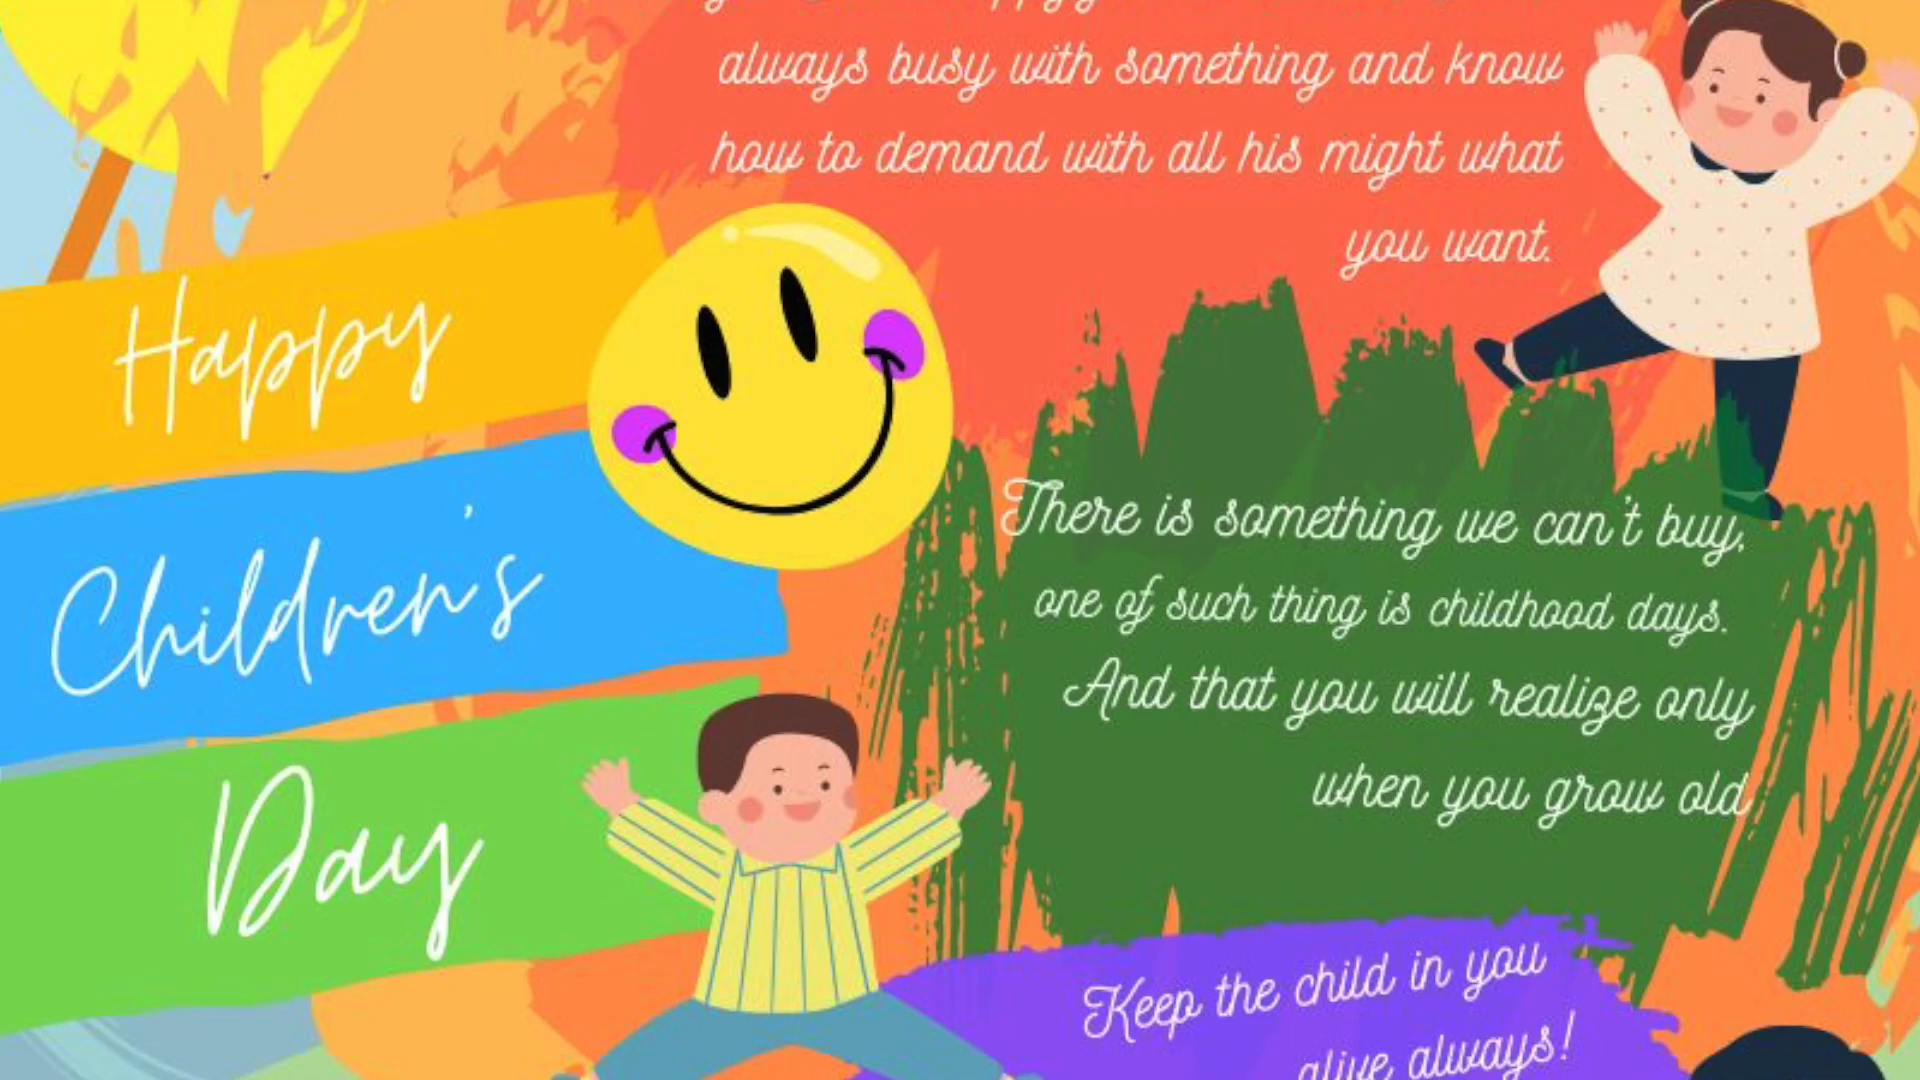 always busy with something and know
how to demand with all his might what
you want.
Happy
Children's
Day
There is something we can't buy,
one of such thing is childhood days.
And that you will realize only
when you grow old
Keep the child in you
alive always!